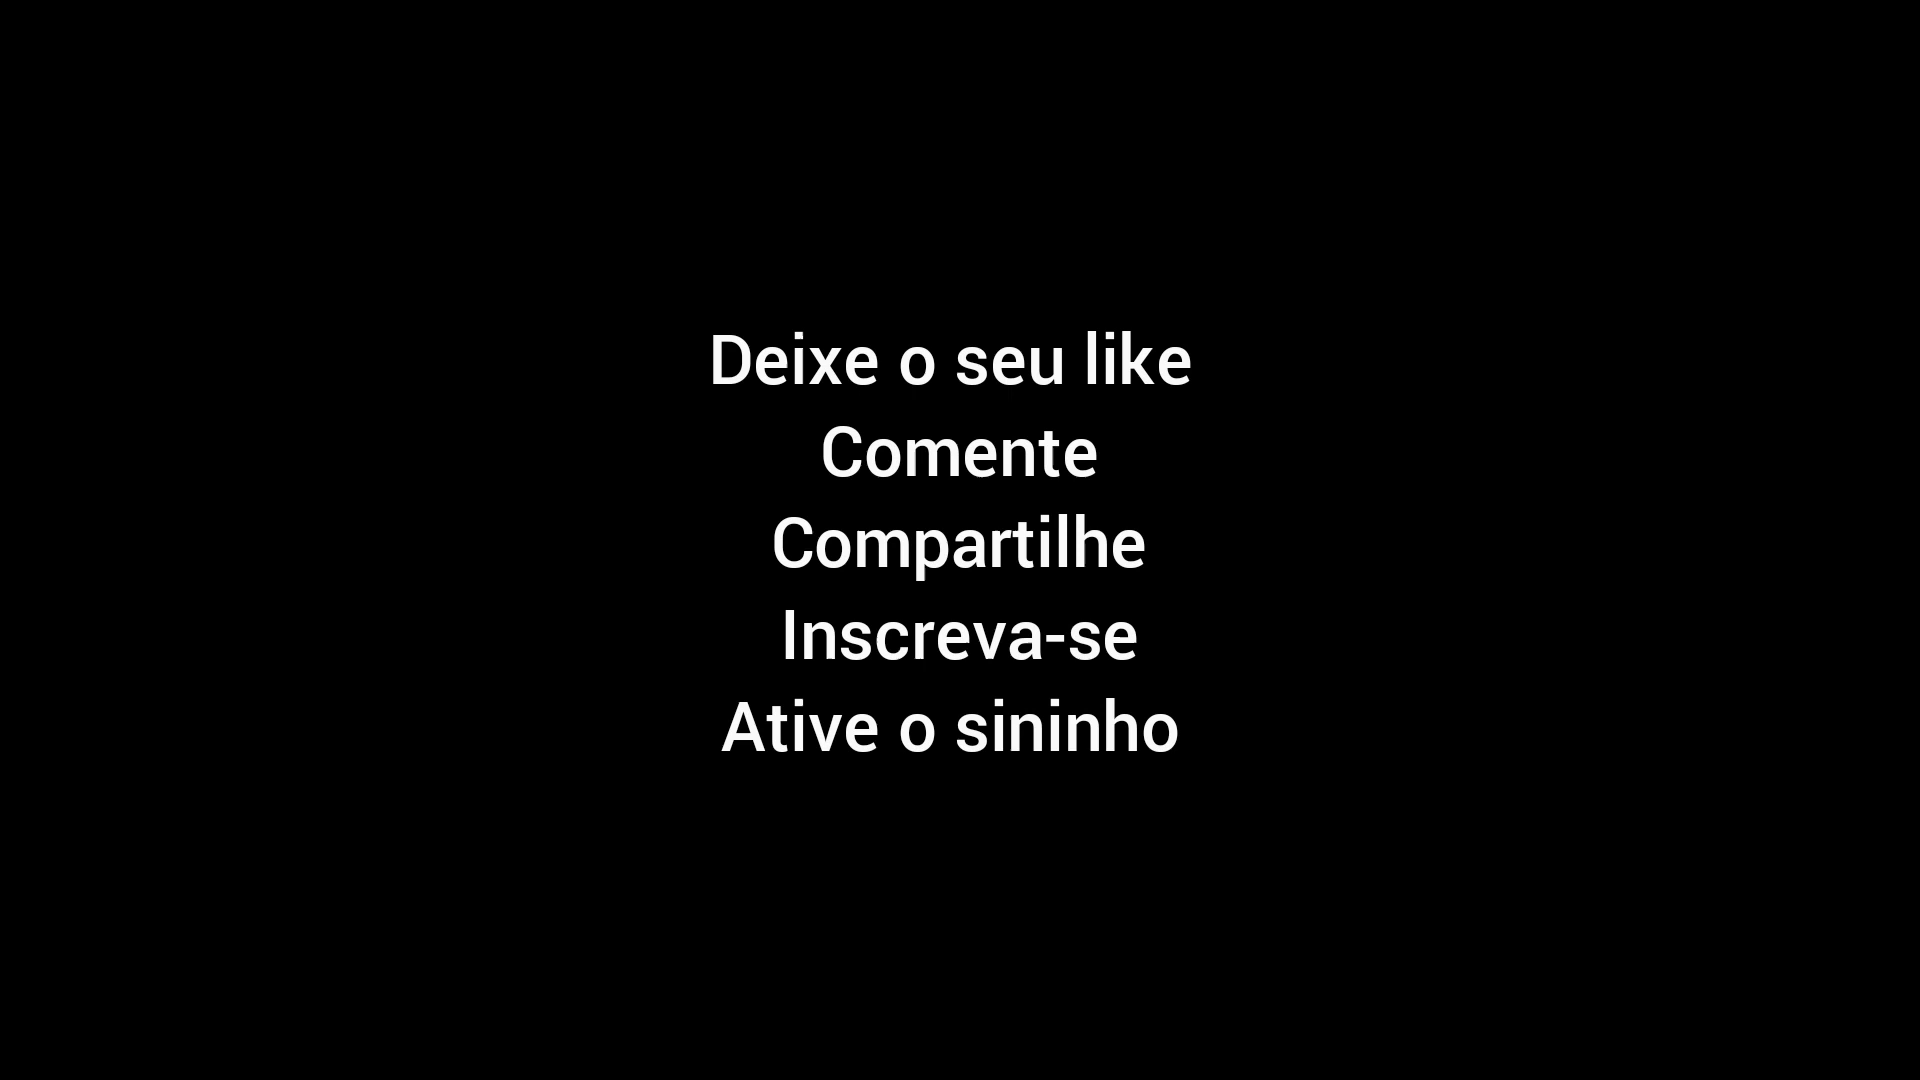 Deixe o seu like
Comente
Compartilhe
Inscreva-se
Ative o sininho